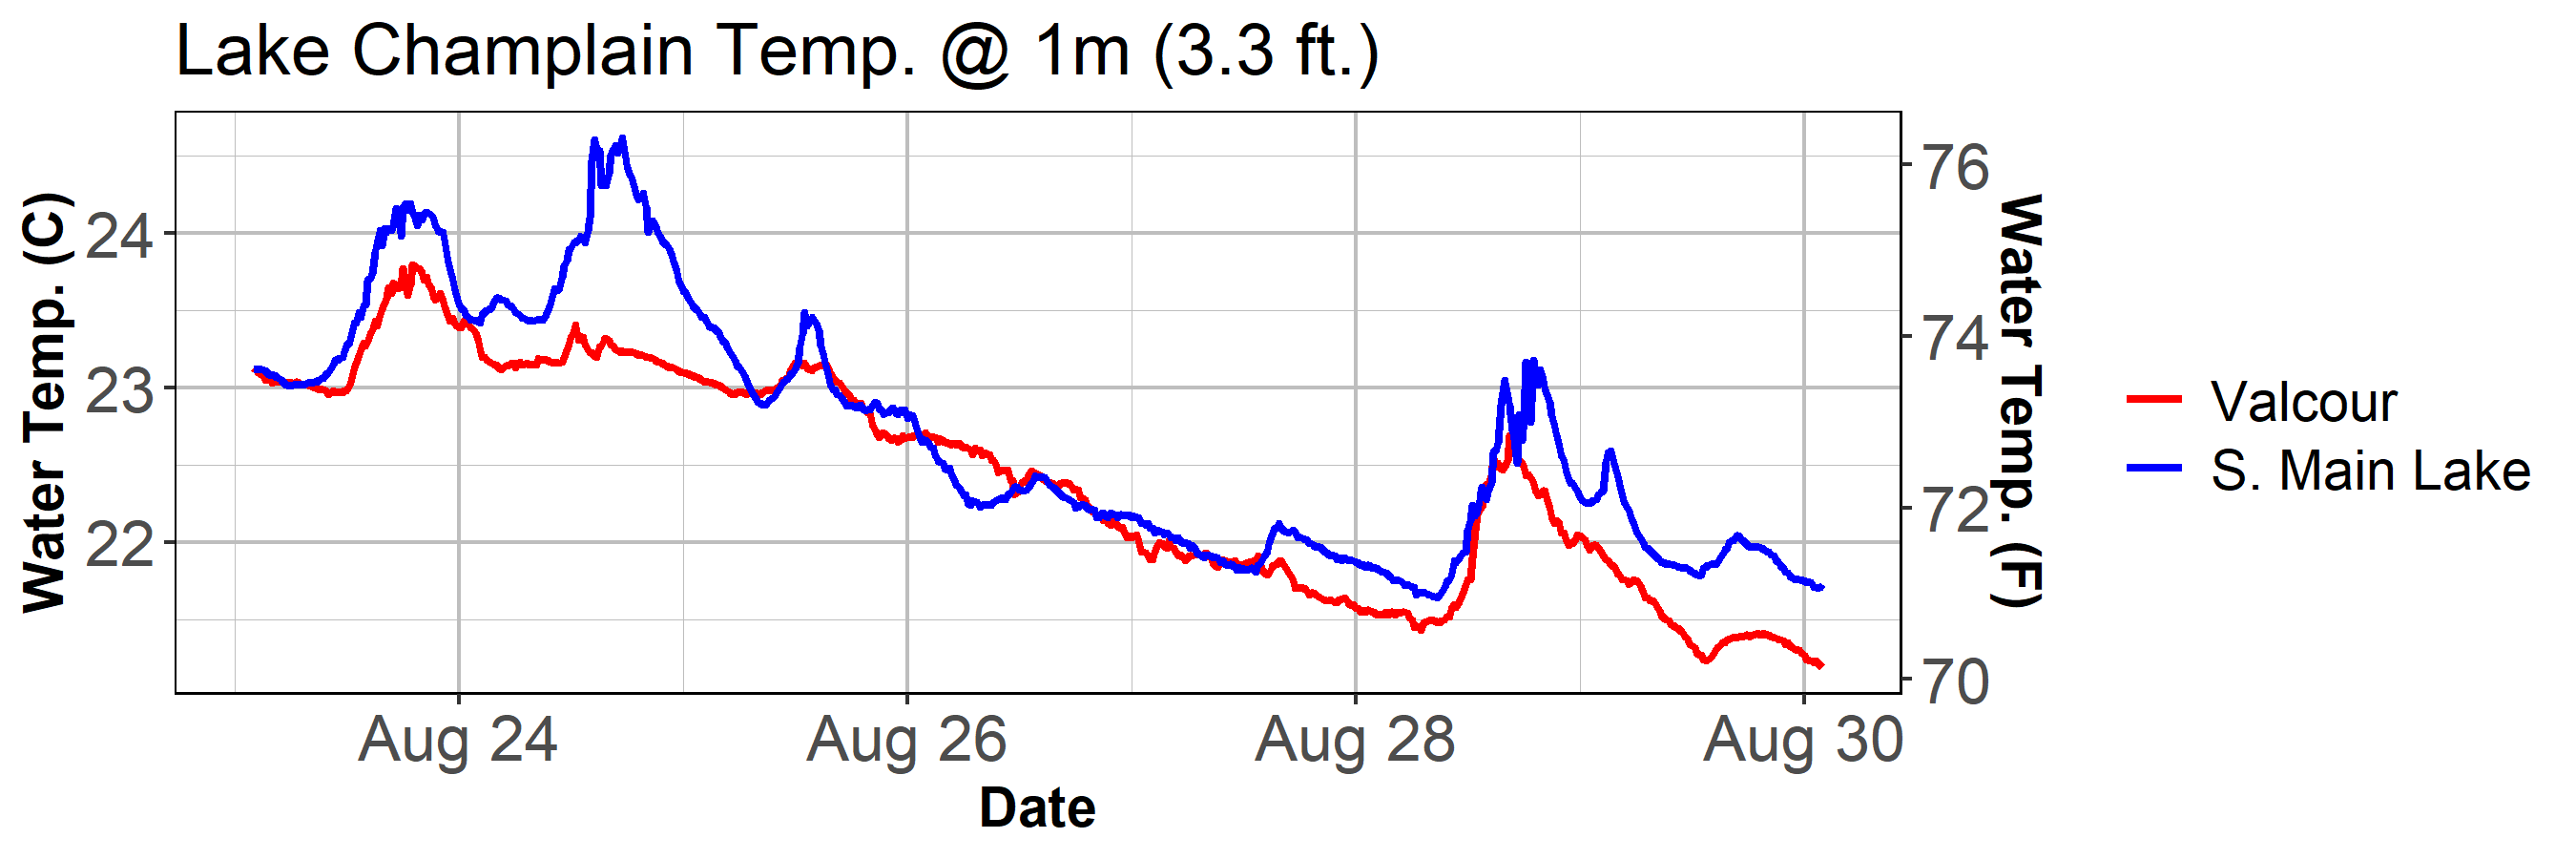 Lake Champlain Temp. @ 1m (3.3 ft.)
Water Temp. (C)
24
23
22
76
74
72
70
Water Temp. (F)
Aug 24
Aug 26
Aug 28
Aug 30
Date
Valcour
S. Main Lake